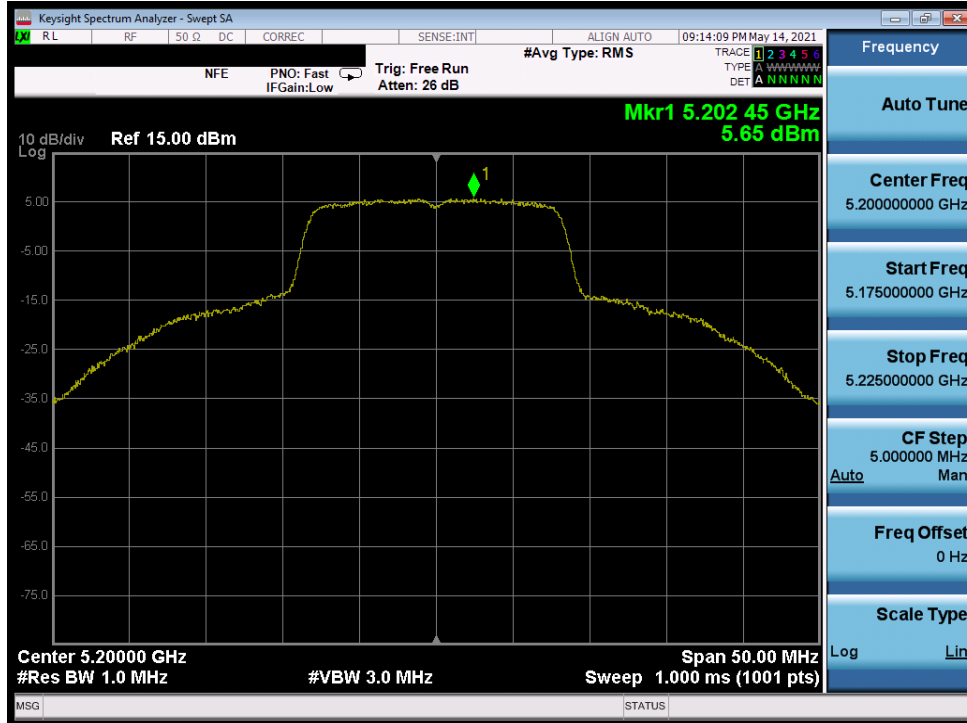 Keysight Spectrum Analyzer - Swept SA
LXI RL RF 50 Ω DC CORREC SENSE:INT ALIGN AUTO 09:14:09 PM May 14, 2021
#Avg Type: RMS TRACE 1 2 3 4 5 6
NFE PNO: Fast Trig: Free Run TYPE A WWWWW
IFGain:Low Atten: 26 dB DET A N N N N N
Mkr1 5.202 45 GHz
5.65 dBm
10 dB/div Ref 15.00 dBm
Log
1
5.00
-5.00
-15.0
-25.0
-35.0
-45.0
-55.0
-65.0
-75.0
Center 5.20000 GHz Span 50.00 MHz
#Res BW 1.0 MHz #VBW 3.0 MHz Sweep 1.000 ms (1001 pts)
MSG STATUS
Frequency
Auto Tune
Center Freq
5.200000000 GHz
Start Freq
5.175000000 GHz
Stop Freq
5.225000000 GHz
CF Step
5.000000 MHz
Auto Man
Freq Offset
0 Hz
Scale Type
Log Lin